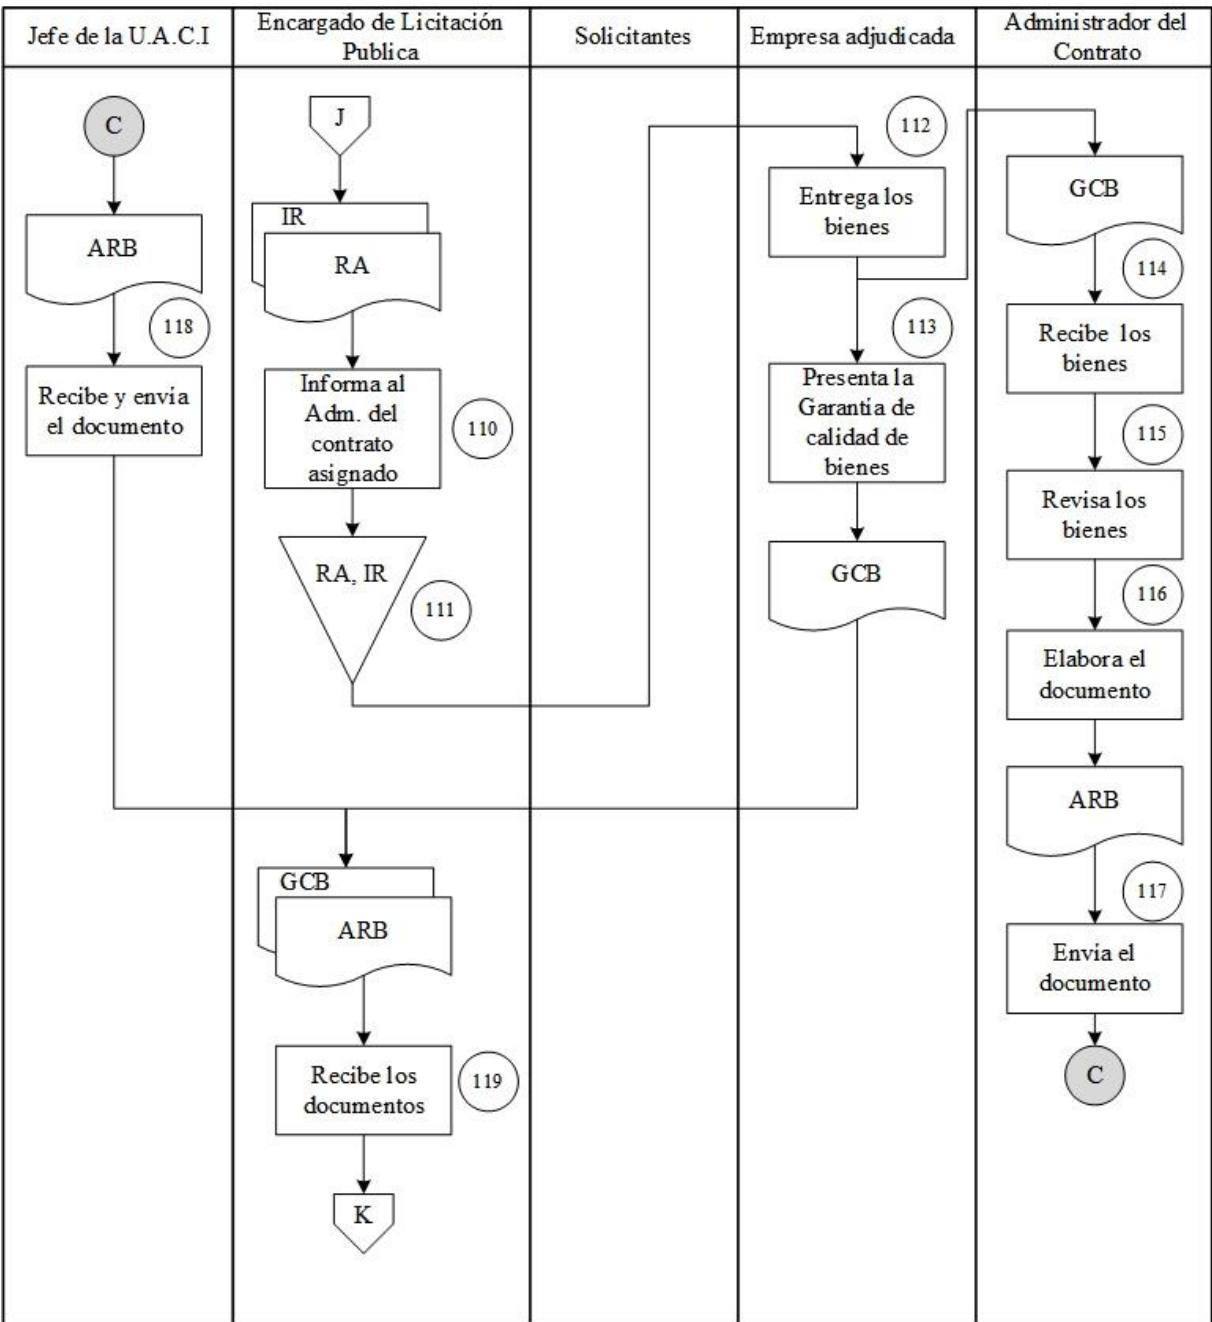 Jefe de la U.A.C.I
Encargado de Licitación
Publica
Solicitantes
Empresa adjudicada
Administrador del
Contrato
C
ARB
118
Recibe y envía
el documento
J
IR
RA
Informa al
Adm. del
contrato
asignado
110
RA, IR
111
GCB
ARB
Recibe los
documentos
119
K
112
Entrega los
bienes
113
Presenta la
Garantía de
calidad de
bienes
GCB
GCB
114
Recibe los
bienes
115
Revisa los
bienes
116
Elabora el
documento
ARB
117
Envía el
documento
C